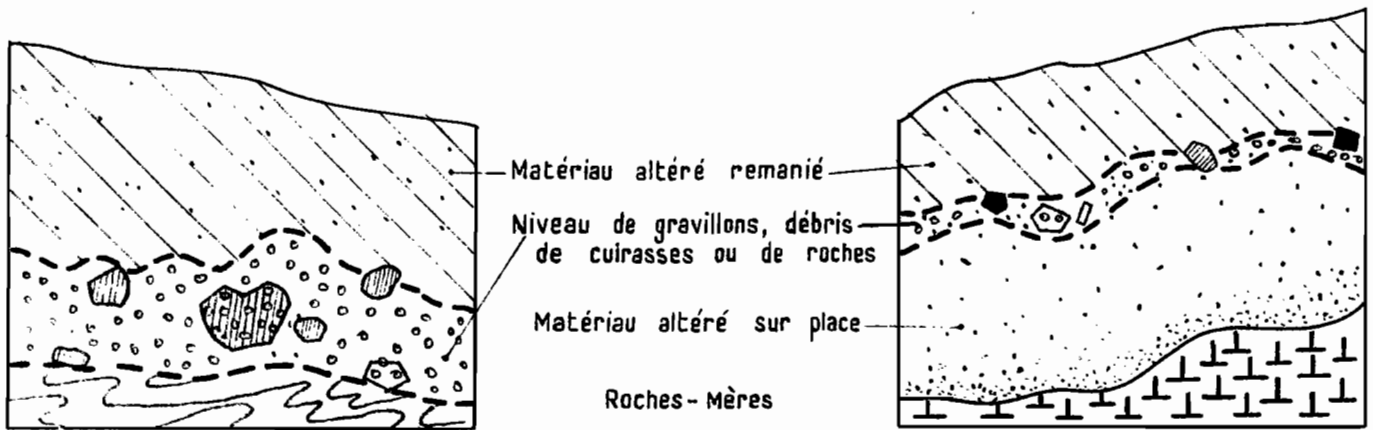 Matériau altéré remanié
Niveau de gravillons, débris
de cuirasses ou de roches
Matériau altéré sur place
Roches-Mères